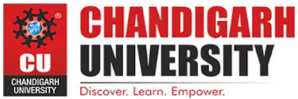 CU
CHANDIGARH
UNIVERSITY
CHANDIGARH
UNIVERSITY
Discover. Learn. Empower.